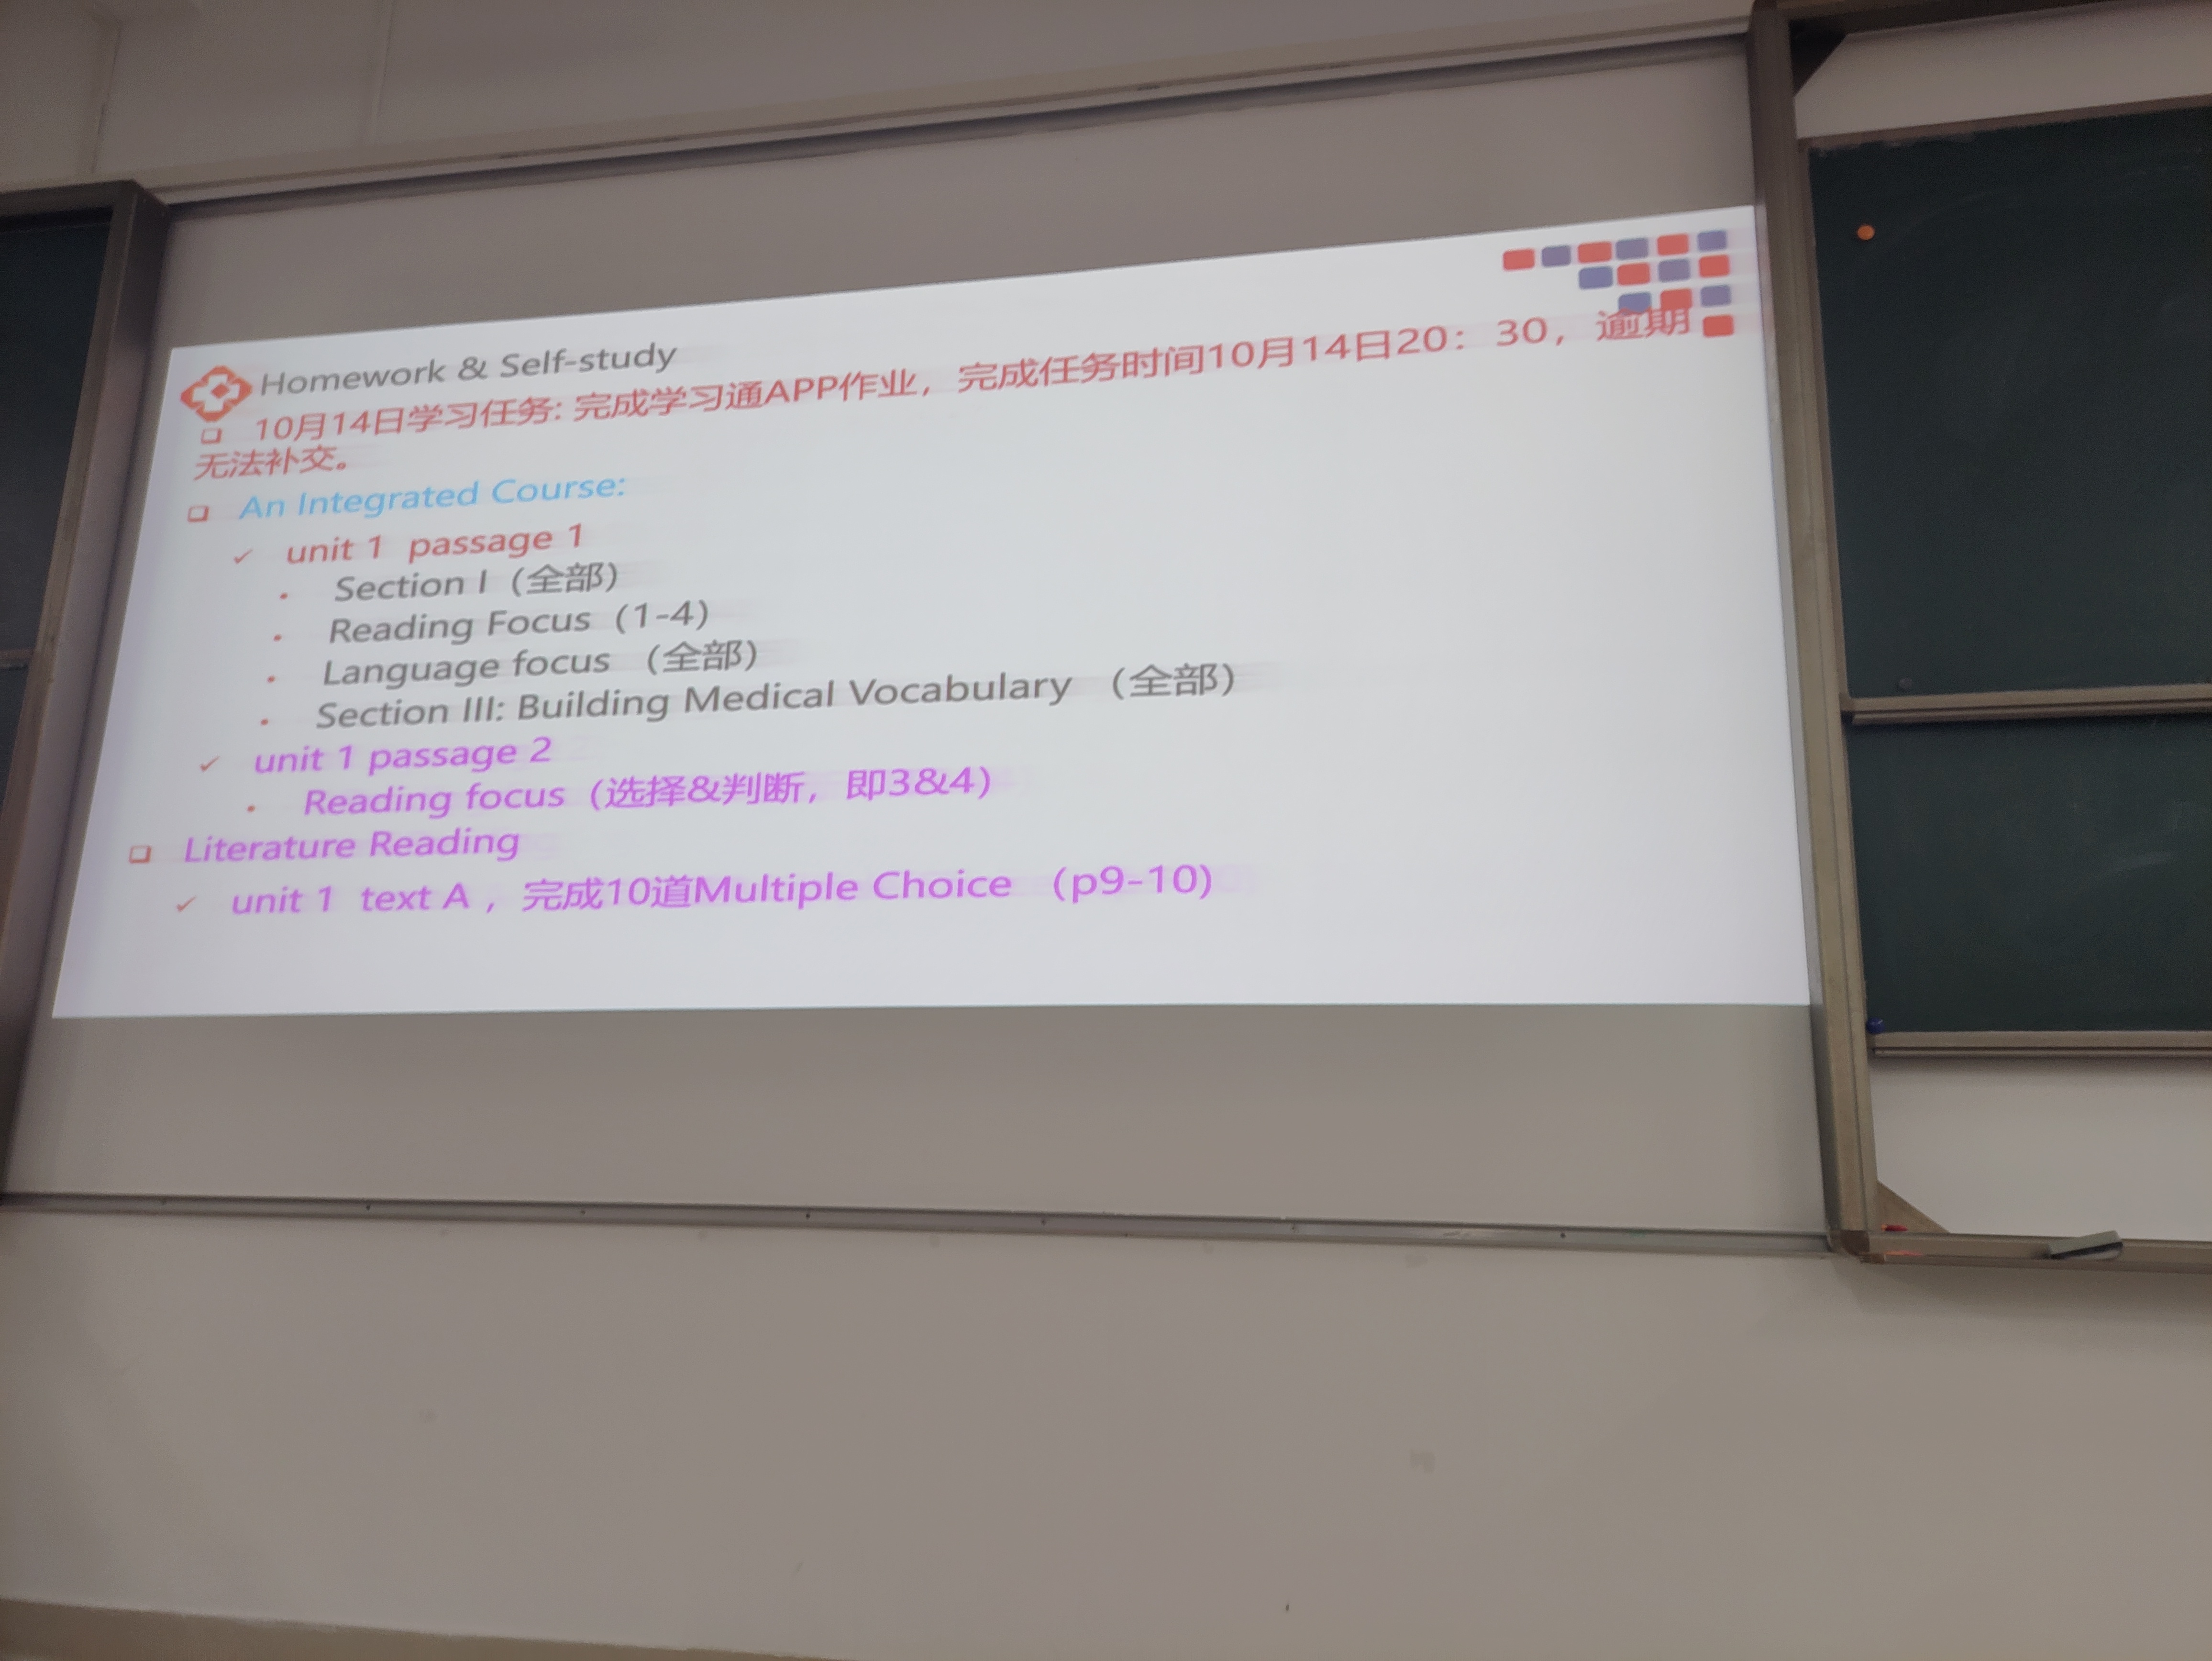 Homework & Self-study
10月14日学习任务: 完成学习通APP作业，完成任务时间10月14日20：30，逾期
无法补交。
An Integrated Course:
unit 1 passage 1
Section I（全部）
Reading Focus（1-4）
Language focus （全部）
Section III: Building Medical Vocabulary （全部）
unit 1 passage 2
Reading focus（选择&判断，即3&4）
Literature Reading
unit 1 text A ，完成10道Multiple Choice （p9-10）